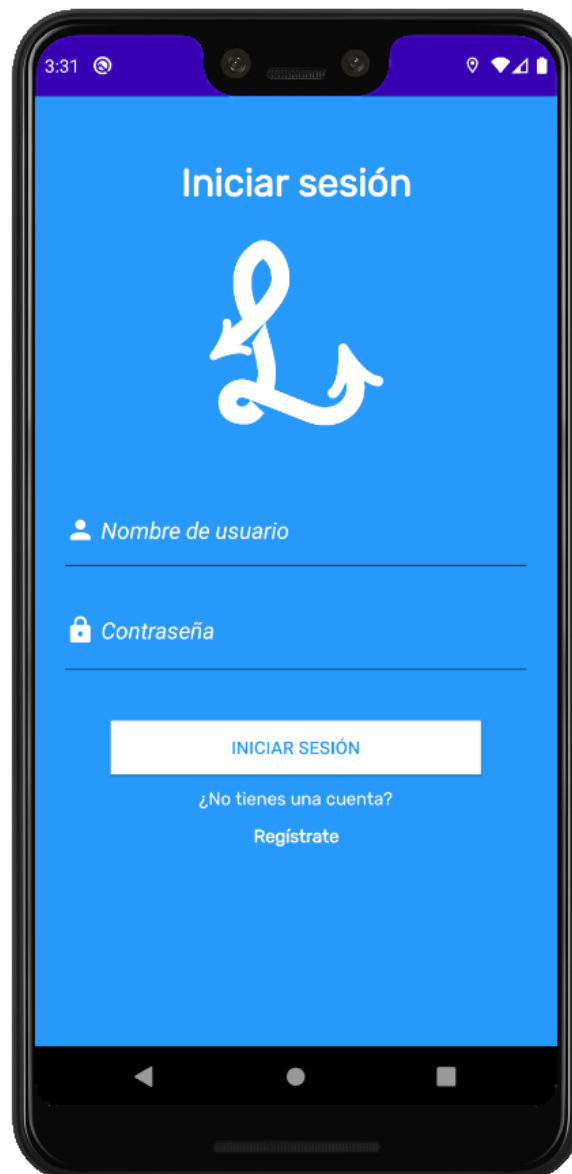 3:31
Iniciar sesión
Nombre de usuario
Contraseña
INICIAR SESIÓN
¿No tienes una cuenta?
Regístrate